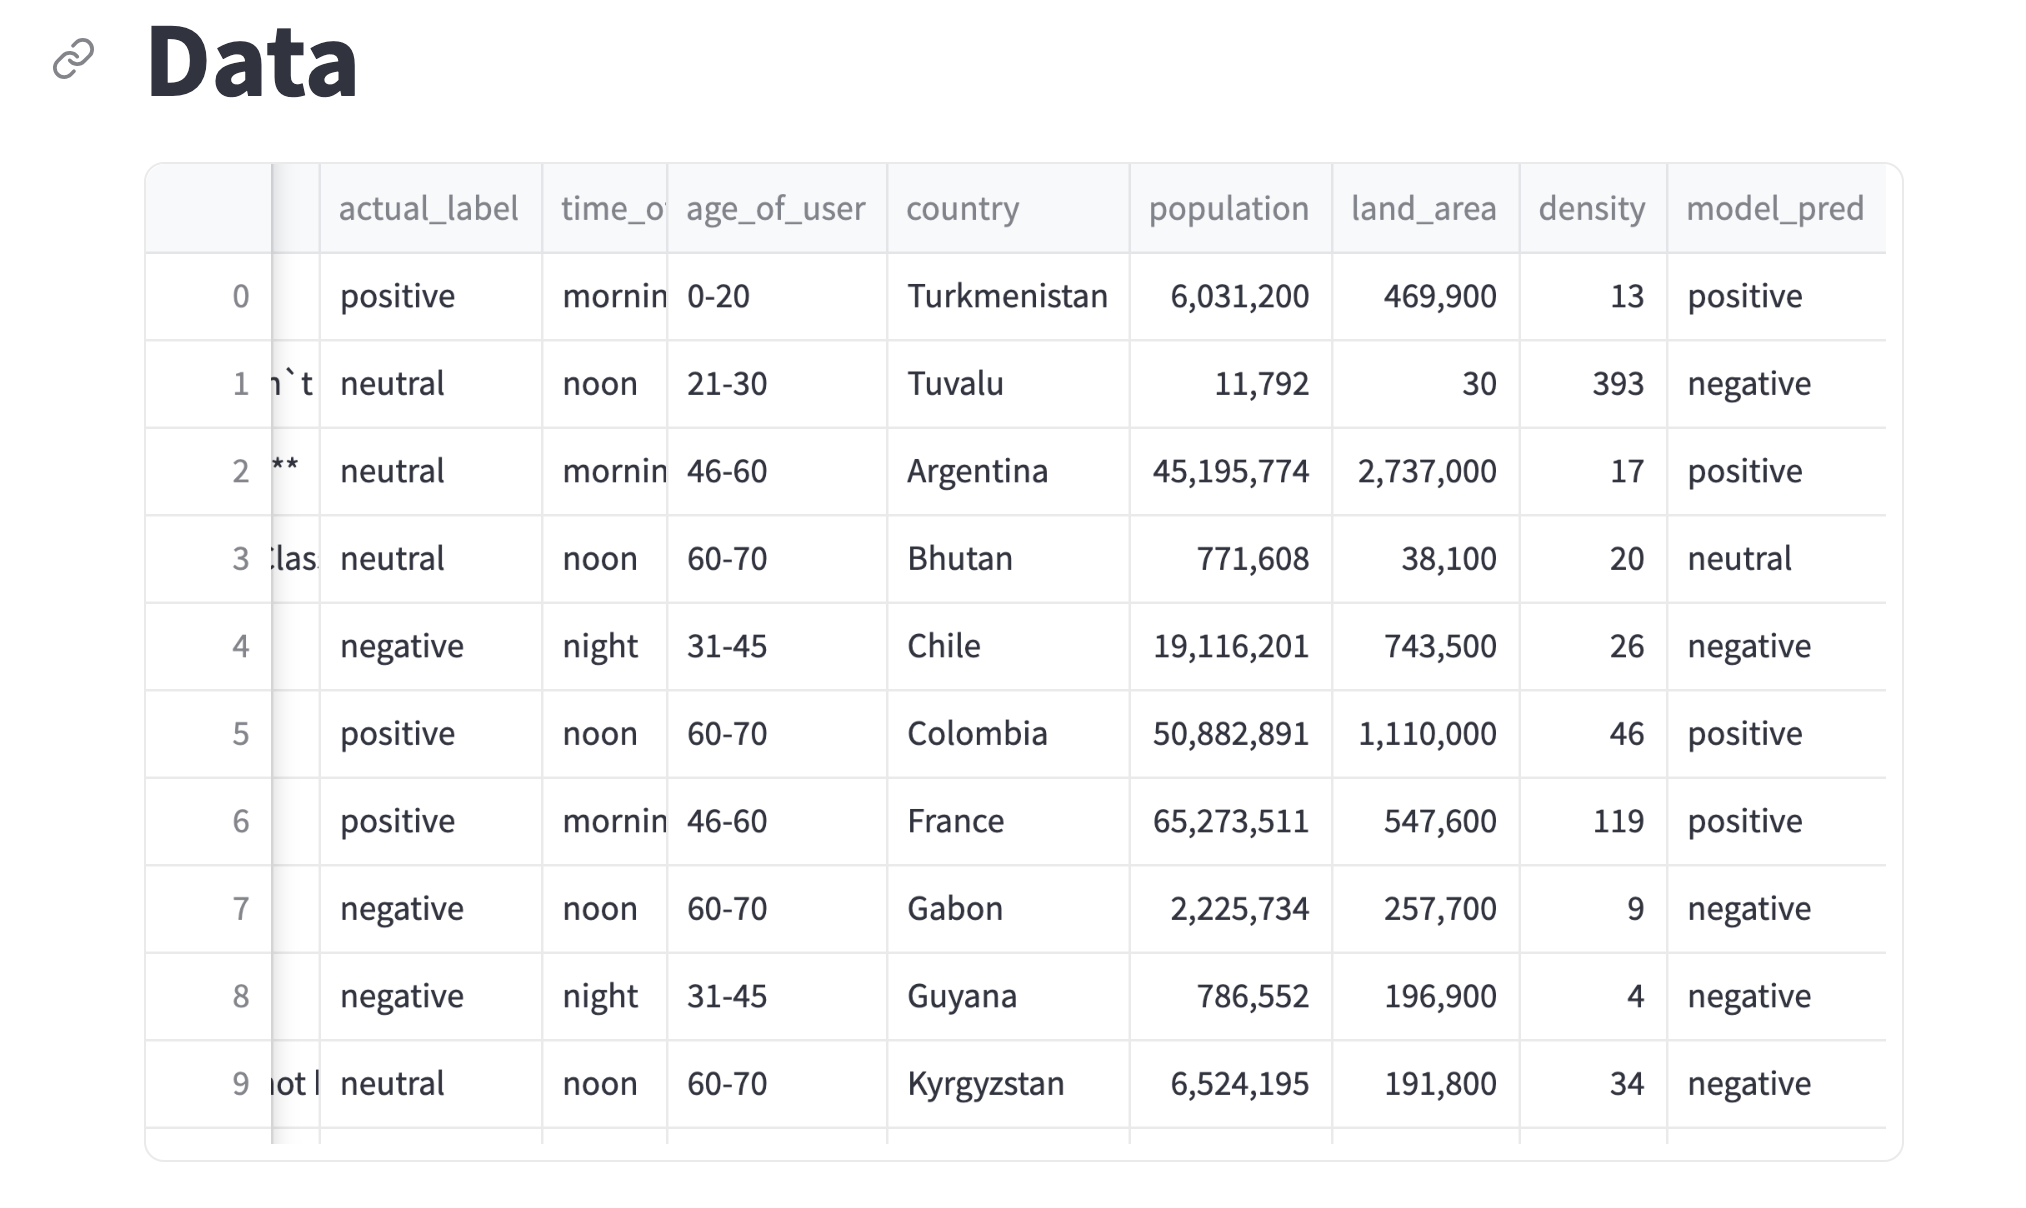 Data
actual_label time_o age_of_user country population land_area density model_pred
0 positive mornin 0-20 Turkmenistan 6,031,200 469,900 13 positive
1 n`t neutral noon 21-30 Tuvalu 11,792 30 393 negative
2 ** neutral mornin 46-60 Argentina 45,195,774 2,737,000 17 positive
3 Clas neutral noon 60-70 Bhutan 771,608 38,100 20 neutral
4 negative night 31-45 Chile 19,116,201 743,500 26 negative
5 positive noon 60-70 Colombia 50,882,891 1,110,000 46 positive
6 positive mornin 46-60 France 65,273,511 547,600 119 positive
7 negative noon 60-70 Gabon 2,225,734 257,700 9 negative
8 negative night 31-45 Guyana 786,552 196,900 4 negative
9 not neutral noon 60-70 Kyrgyzstan 6,524,195 191,800 34 negative